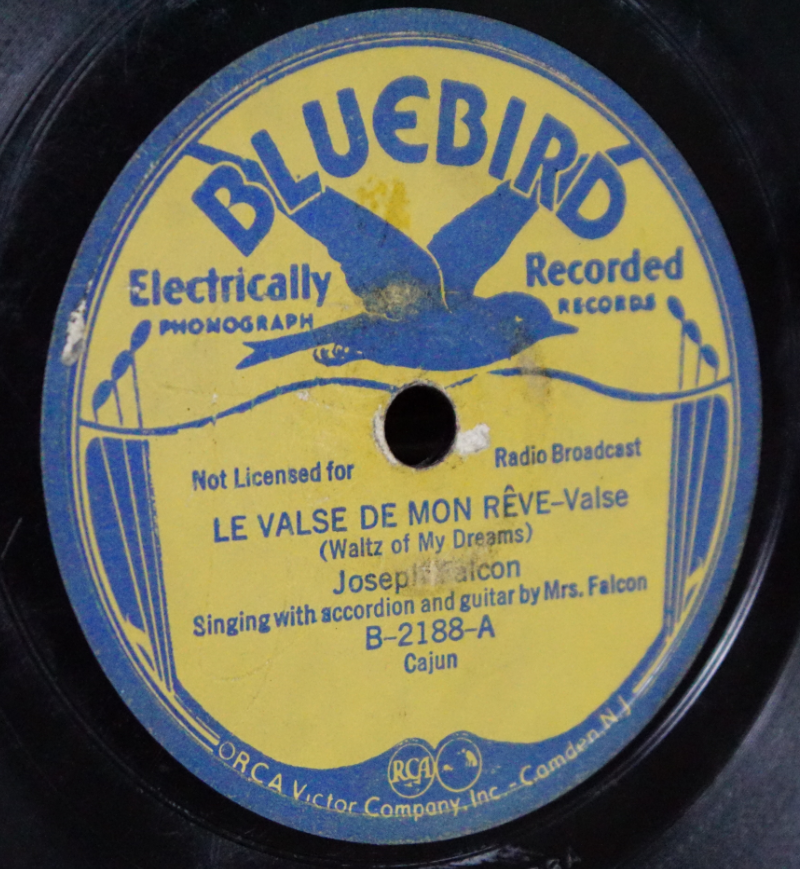 BLUEBIRD
Electrically Recorded
PHONOGRAPH RECORDS
Not Licensed for Radio Broadcast
LE VALSE DE MON RÊVE–Valse
(Waltz of My Dreams)
Joseph Falcon
Singing with accordion and guitar by Mrs. Falcon
B–2188–A
Cajun
RCA
RCA Victor Company, Inc.-Camden, N.J.